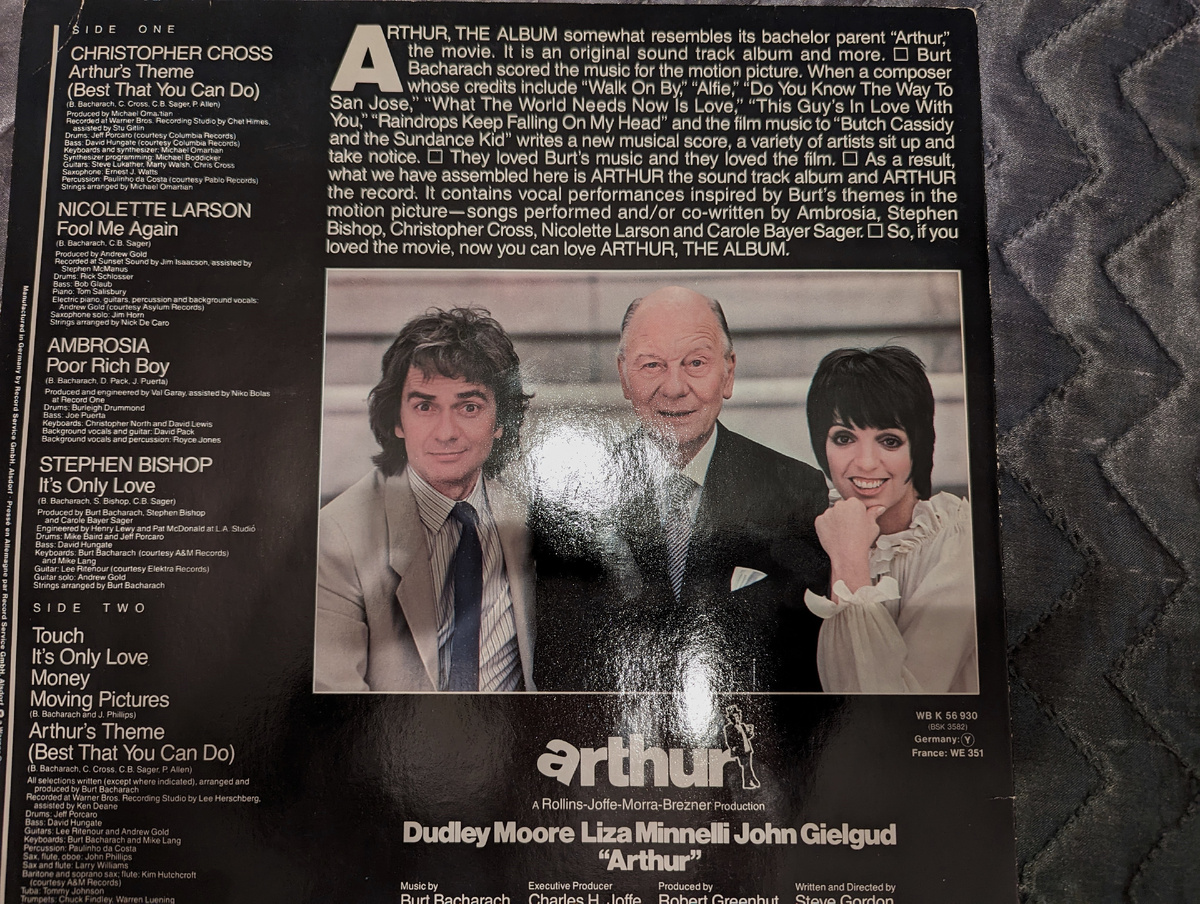 SIDE ONE
CHRISTOPHER CROSS
Arthur's Theme
(Best That You Can Do)
(B. Bacharach, C. Cross, C.B. Sager, P. Allen)
Produced by Michael Omartian
Recorded at Warner Bros. Recording Studio by Chet Himes,
assisted by Stu Gitlin
Drums: Jeff Porcaro (courtesy Columbia Records)
Bass: David Hungate (courtesy Columbia Records)
Keyboards and synthesizer: Michael Omartian
Synthesizer programming: Michael Boddicker
Guitars: Steve Lukather, Marty Walsh, Chris Cross
Saxophone: Ernest J. Watts
Percussion: Paulinho da Costa (courtesy Pablo Records)
Strings arranged by Michael Omartian
NICOLETTE LARSON
Fool Me Again
(B. Bacharach, C.B. Sager)
Produced by Andrew Gold
Recorded at Sunset Sound by Jim Isaacson, assisted by
Stephen McManus
Drums: Rick Schlosser
Bass: Bob Glaub
Piano: Tom Salisbury
Electric piano, guitars, percussion and background vocals:
Andrew Gold (courtesy Asylum Records)
Saxophone solo: Jim Horn
Strings arranged by Nick De Caro
AMBROSIA
Poor Rich Boy
(B. Bacharach, D. Pack, J. Puerta)
Produced and engineered by Val Garay, assisted by Niko Bolas
at Record One
Drums: Burleigh Drummond
Bass: Joe Puerta
Keyboards: Christopher North and David Lewis
Background vocals and guitar: David Pack
Background vocals and percussion: Royce Jones
STEPHEN BISHOP
It's Only Love
(B. Bacharach, S. Bishop, C.B. Sager)
Produced by Burt Bacharach, Stephen Bishop
and Carole Bayer Sager
Engineered by Henry Lewy and Pat McDonald at L.A. Studio
Drums: Mike Baird and Jeff Porcaro
Bass: David Hungate
Keyboards: Burt Bacharach (courtesy A&M Records)
and Mike Lang
Guitar: Lee Ritenour (courtesy Elektra Records)
Guitar solo: Andrew Gold
Strings arranged by Burt Bacharach
SIDE TWO
Touch
It's Only Love
Money
Moving Pictures
(B. Bacharach and J. Phillips)
Arthur's Theme
(Best That You Can Do)
(B. Bacharach, C. Cross, C.B. Sager, P. Allen)
All selections written (except where indicated), arranged and
produced by Burt Bacharach
Recorded at Warner Bros. Recording Studio by Lee Herschberg,
assisted by Ken Deane
Drums: Jeff Porcaro
Bass: David Hungate
Guitars: Lee Ritenour and Andrew Gold
Keyboards: Burt Bacharach and Mike Lang
Percussion: Paulinho da Costa
Sax, flute, oboe: John Phillips
Sax and flute: Larry Williams
Baritone and soprano sax; flute: Kim Hutchcroft
(courtesy A&M Records)
Tuba: Tommy Johnson
Trumpets: Chuck Findley, Warren Luening
Manufactured in Germany by Record Service GmbH, Alsdorf · Pressé en Allemagne par Record Service GmbH, Alsdorf
ARTHUR, THE ALBUM somewhat resembles its bachelor parent "Arthur,"
the movie. It is an original sound track album and more. □ Burt
Bacharach scored the music for the motion picture. When a composer
whose credits include "Walk On By," "Alfie," "Do You Know The Way To
San Jose," "What The World Needs Now Is Love," "This Guy's In Love With
You," "Raindrops Keep Falling On My Head" and the film music to "Butch Cassidy
and the Sundance Kid" writes a new musical score, a variety of artists sit up and
take notice. □ They loved Burt's music and they loved the film. □ As a result,
what we have assembled here is ARTHUR the sound track album and ARTHUR
the record. It contains vocal performances inspired by Burt's themes in the
motion picture—songs performed and/or co-written by Ambrosia, Stephen
Bishop, Christopher Cross, Nicolette Larson and Carole Bayer Sager. □ So, if you
loved the movie, now you can love ARTHUR, THE ALBUM.
WB K 56 930
(BSK 3582)
Germany: Y
France: WE 351
arthur
A Rollins-Joffe-Morra-Brezner Production
Dudley Moore Liza Minnelli John Gielgud
"Arthur"
Music by Executive Producer Produced by Written and Directed by
Burt Bacharach Charles H. Joffe Robert Greenhut Steve Gordon